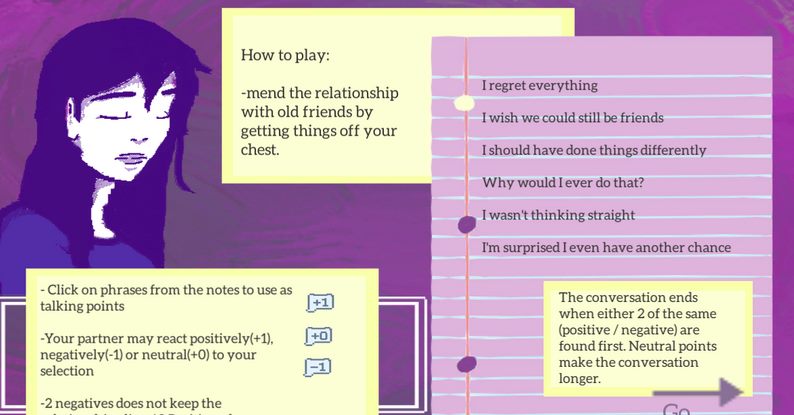 How to play:
-mend the relationship
with old friends by
getting things off your
chest.
I regret everything
I wish we could still be friends
I should have done things differently
Why would I ever do that?
I wasn't thinking straight
I'm surprised I even have another chance
- Click on phrases from the notes to use as
talking points
+1
-Your partner may react positively(+1),
negatively(-1) or neutral(+0) to your
selection
+0
-1
-2 negatives does not keep the
The conversation ends
when either 2 of the same
(positive / negative) are
found first. Neutral points
make the conversation
longer.
Go